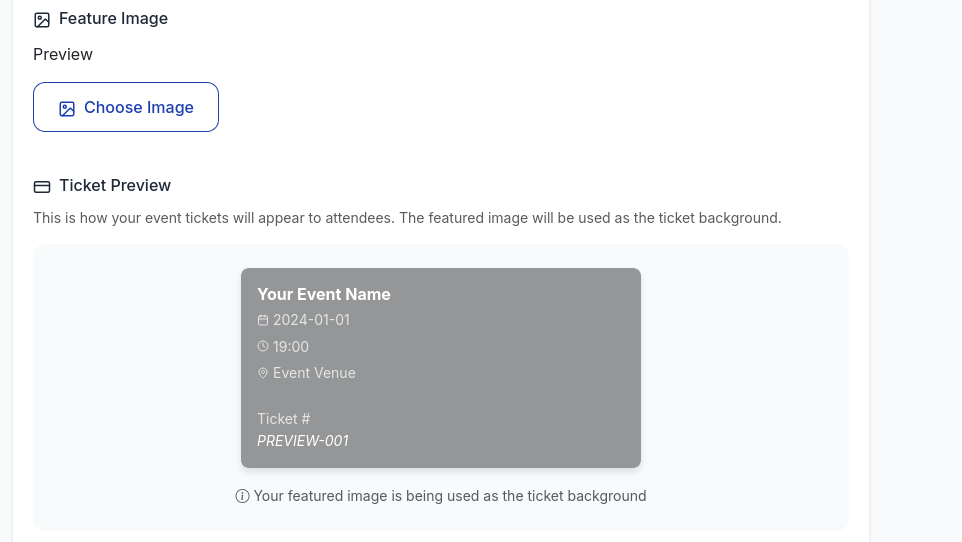 Feature Image
Preview
Choose Image
Ticket Preview
This is how your event tickets will appear to attendees. The featured image will be used as the ticket background.
Your Event Name
2024-01-01
19:00
Event Venue
Ticket #
PREVIEW-001
Your featured image is being used as the ticket background